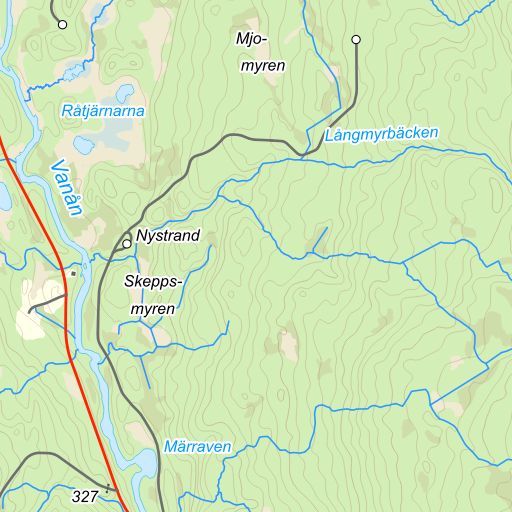 Mjo-
myren
Råtjärnarna
Långmyrbäcken
Vanån
Nystrand
Skepps-
myren
Märraven
327